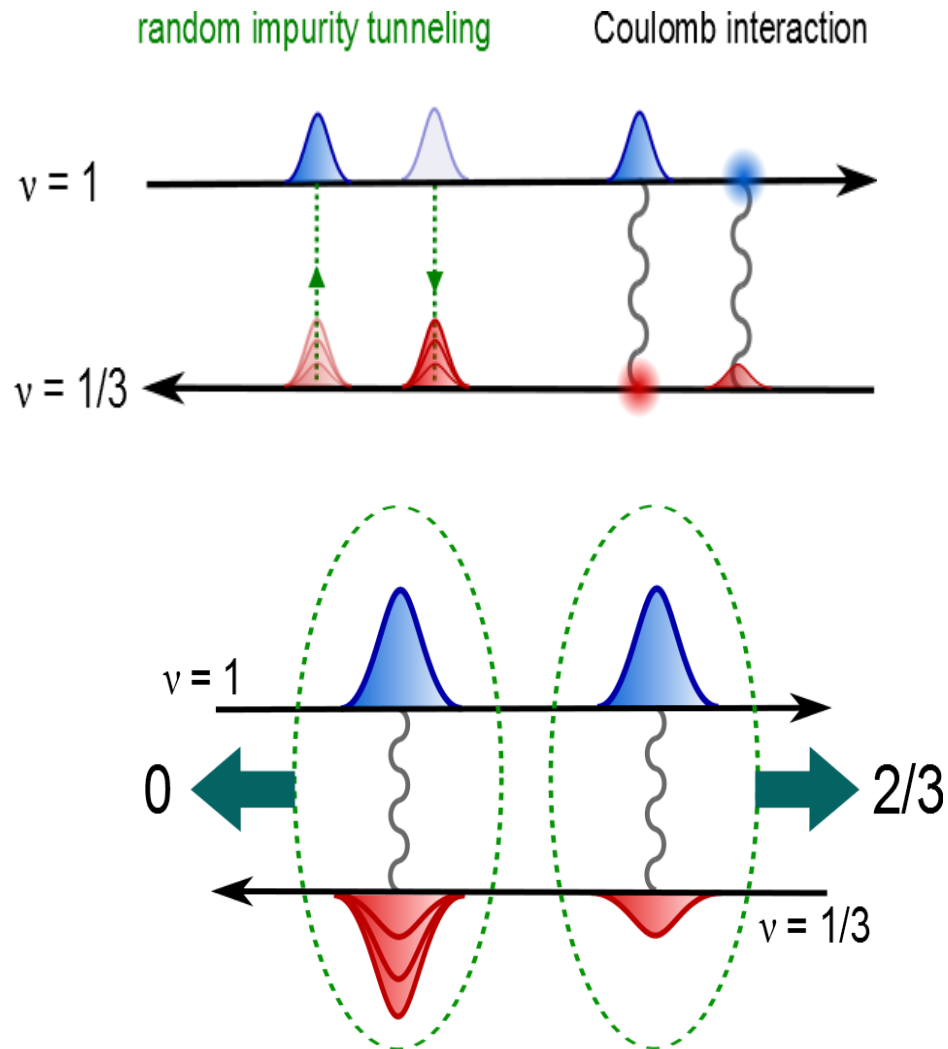 random impurity tunneling
Coulomb interaction
ν = 1
ν = 1/3
ν = 1
0
2/3
ν = 1/3